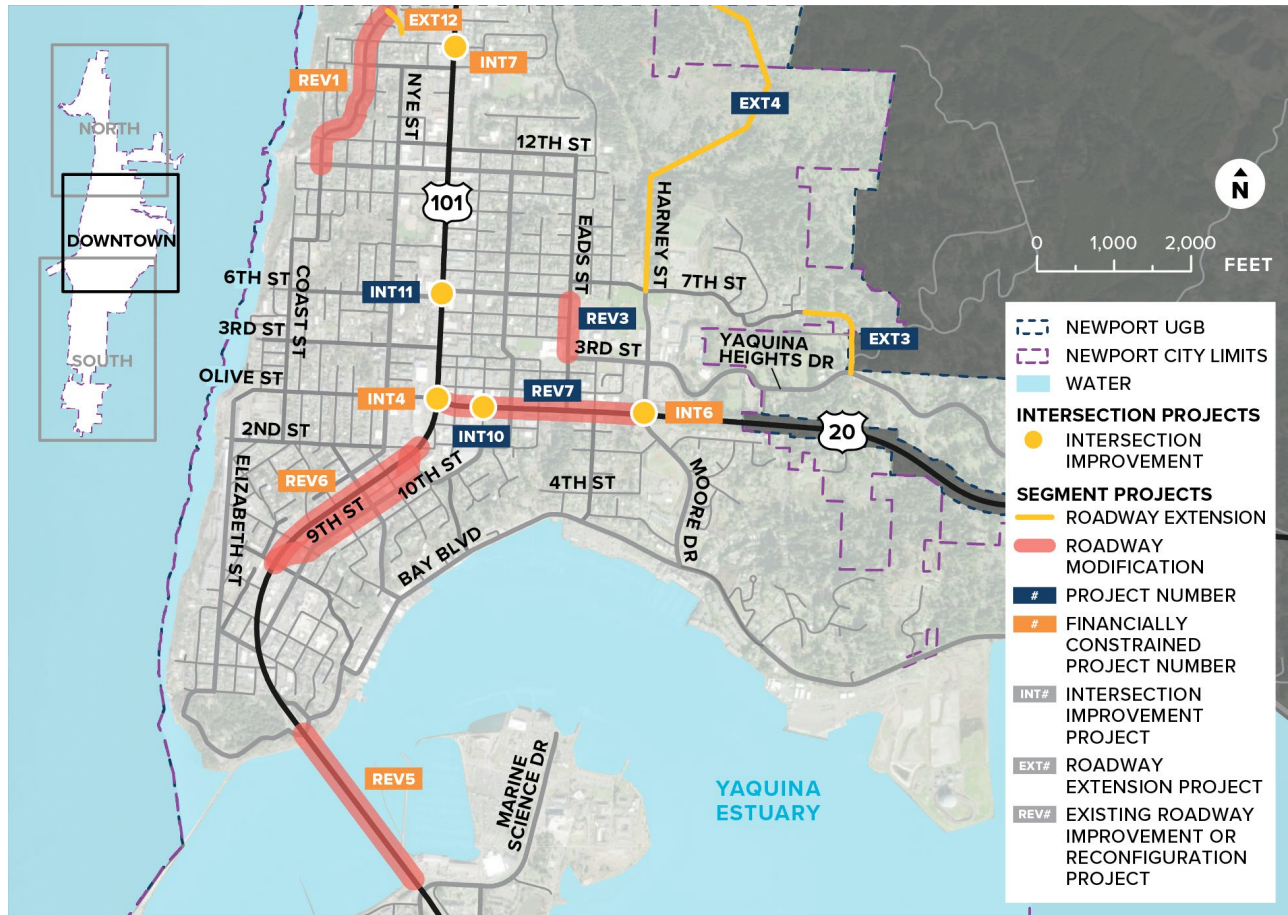 EXT12
REV1
INT7
NYE ST
EXT4
NORTH
12TH ST
HARNEY ST
N
101
DOWNTOWN
EADS ST
0 1,000 2,000
FEET
6TH ST
COAST ST
INT11
7TH ST
REV3
3RD ST
3RD ST
YAQUINA
HEIGHTS DR
EXT3
SOUTH
OLIVE ST
INT4
REV7
INT6
2ND ST
INT10
20
ELIZABETH ST
REV6
10TH ST
9TH ST
4TH ST
MOORE DR
BAY BLVD
REV5
MARINE
SCIENCE DR
YAQUINA
ESTUARY
NEWPORT UGB
NEWPORT CITY LIMITS
WATER
INTERSECTION PROJECTS
INTERSECTION
IMPROVEMENT
SEGMENT PROJECTS
ROADWAY EXTENSION
ROADWAY
MODIFICATION
# PROJECT NUMBER
# FINANCIALLY
CONSTRAINED
PROJECT NUMBER
INT# INTERSECTION
IMPROVEMENT
PROJECT
EXT# ROADWAY
EXTENSION PROJECT
REV# EXISTING ROADWAY
IMPROVEMENT OR
RECONFIGURATION
PROJECT